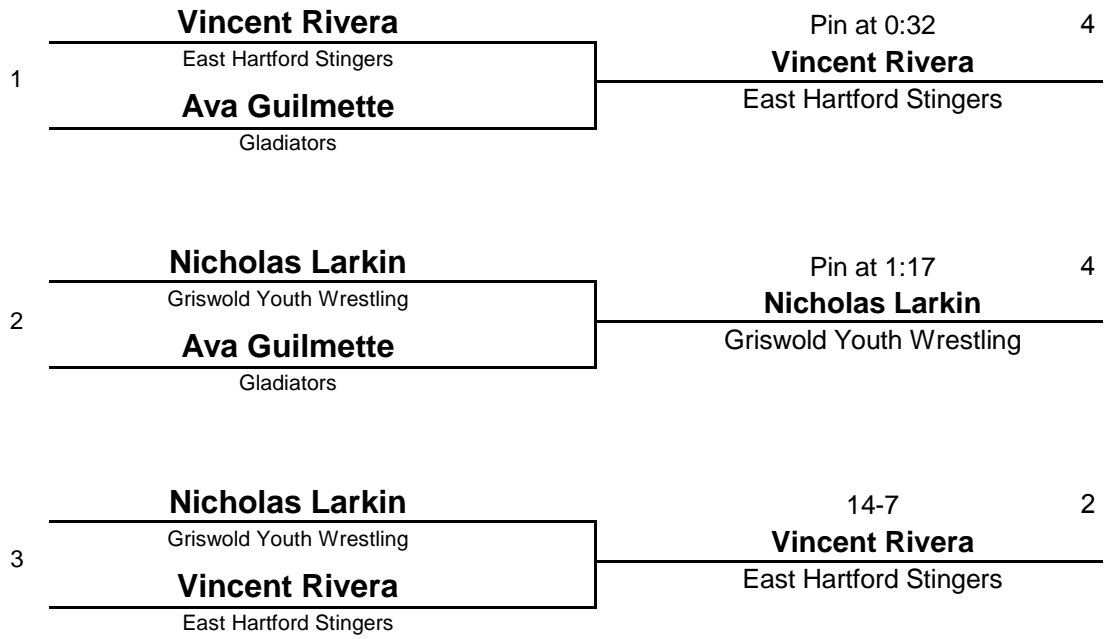 Vincent Rivera
East Hartford Stingers
1
Ava Guilmette
Gladiators
Pin at 0:32 4
Vincent Rivera
East Hartford Stingers
Nicholas Larkin
Griswold Youth Wrestling
2
Ava Guilmette
Gladiators
Pin at 1:17 4
Nicholas Larkin
Griswold Youth Wrestling
Nicholas Larkin
Griswold Youth Wrestling
3
Vincent Rivera
East Hartford Stingers
14-7 2
Vincent Rivera
East Hartford Stingers